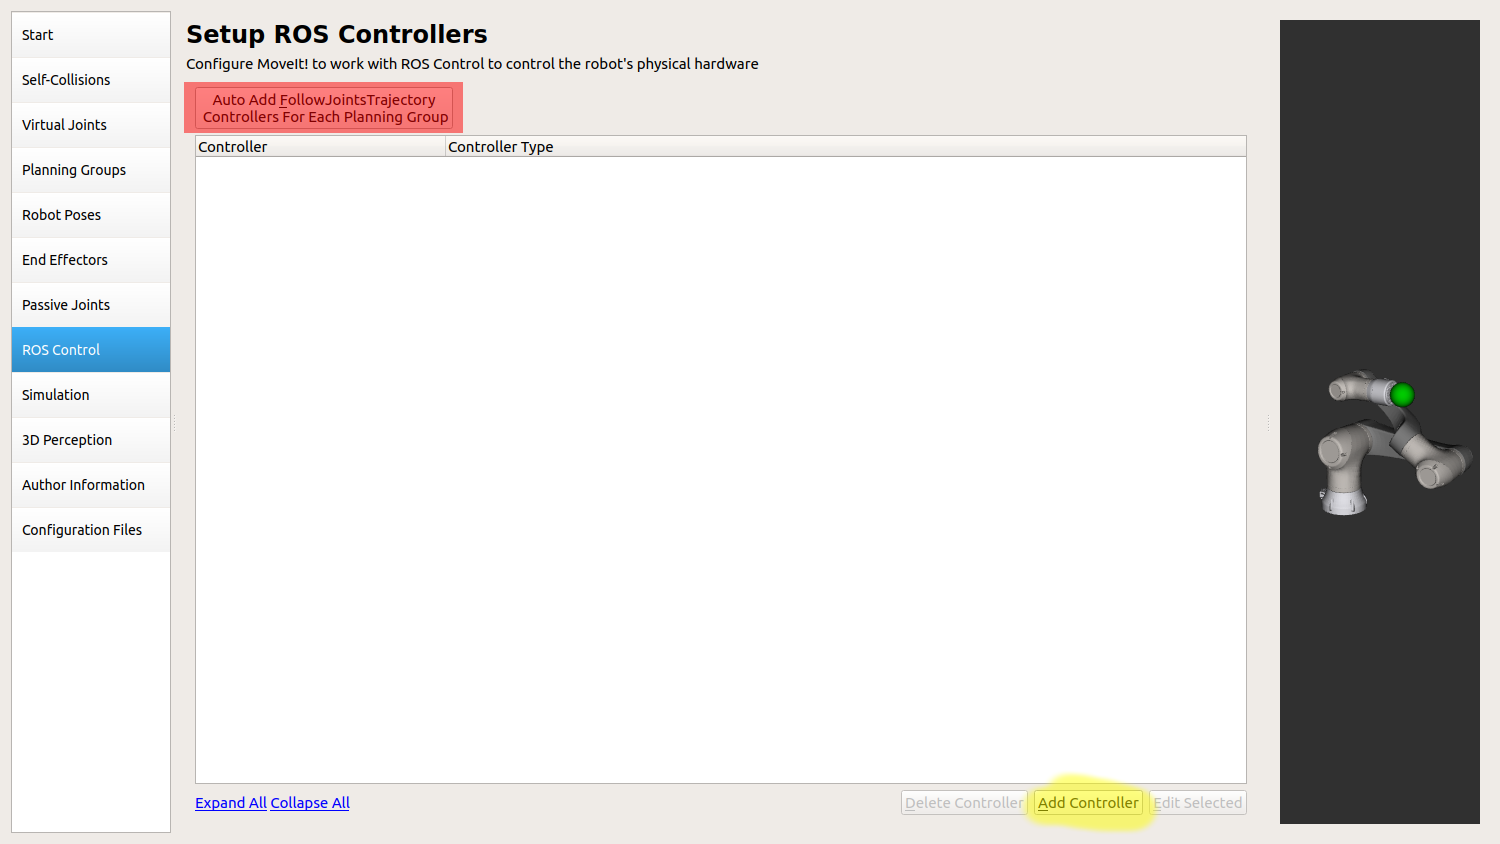 Start
Self-Collisions
Virtual Joints
Planning Groups
Robot Poses
End Effectors
Passive Joints
ROS Control
Simulation
3D Perception
Author Information
Configuration Files
Setup ROS Controllers
Configure MoveIt! to work with ROS Control to control the robot's physical hardware
Auto Add FollowJointsTrajectory
Controllers For Each Planning Group
Controller Controller Type
Expand All Collapse All Delete Controller Add Controller Edit Selected